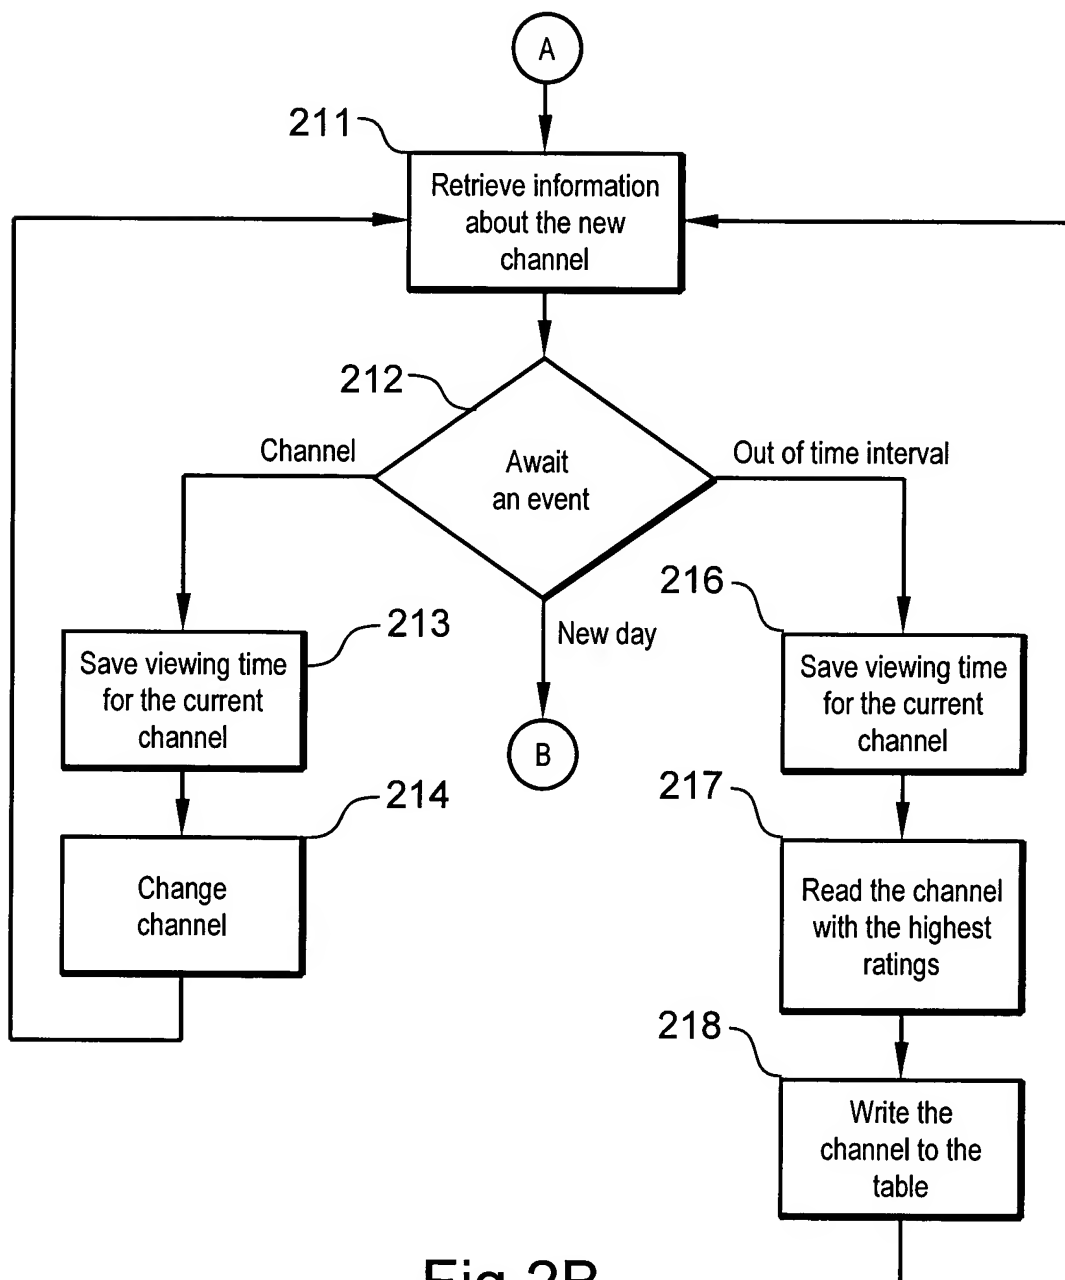 A
211
Retrieve information
about the new
channel
212
Channel
Await
an event
Out of time interval
213
Save viewing time
for the current
channel
New day
216
Save viewing time
for the current
channel
B
214
Change
channel
217
Read the channel
with the highest
ratings
218
Write the
channel to the
table
Fig 2B